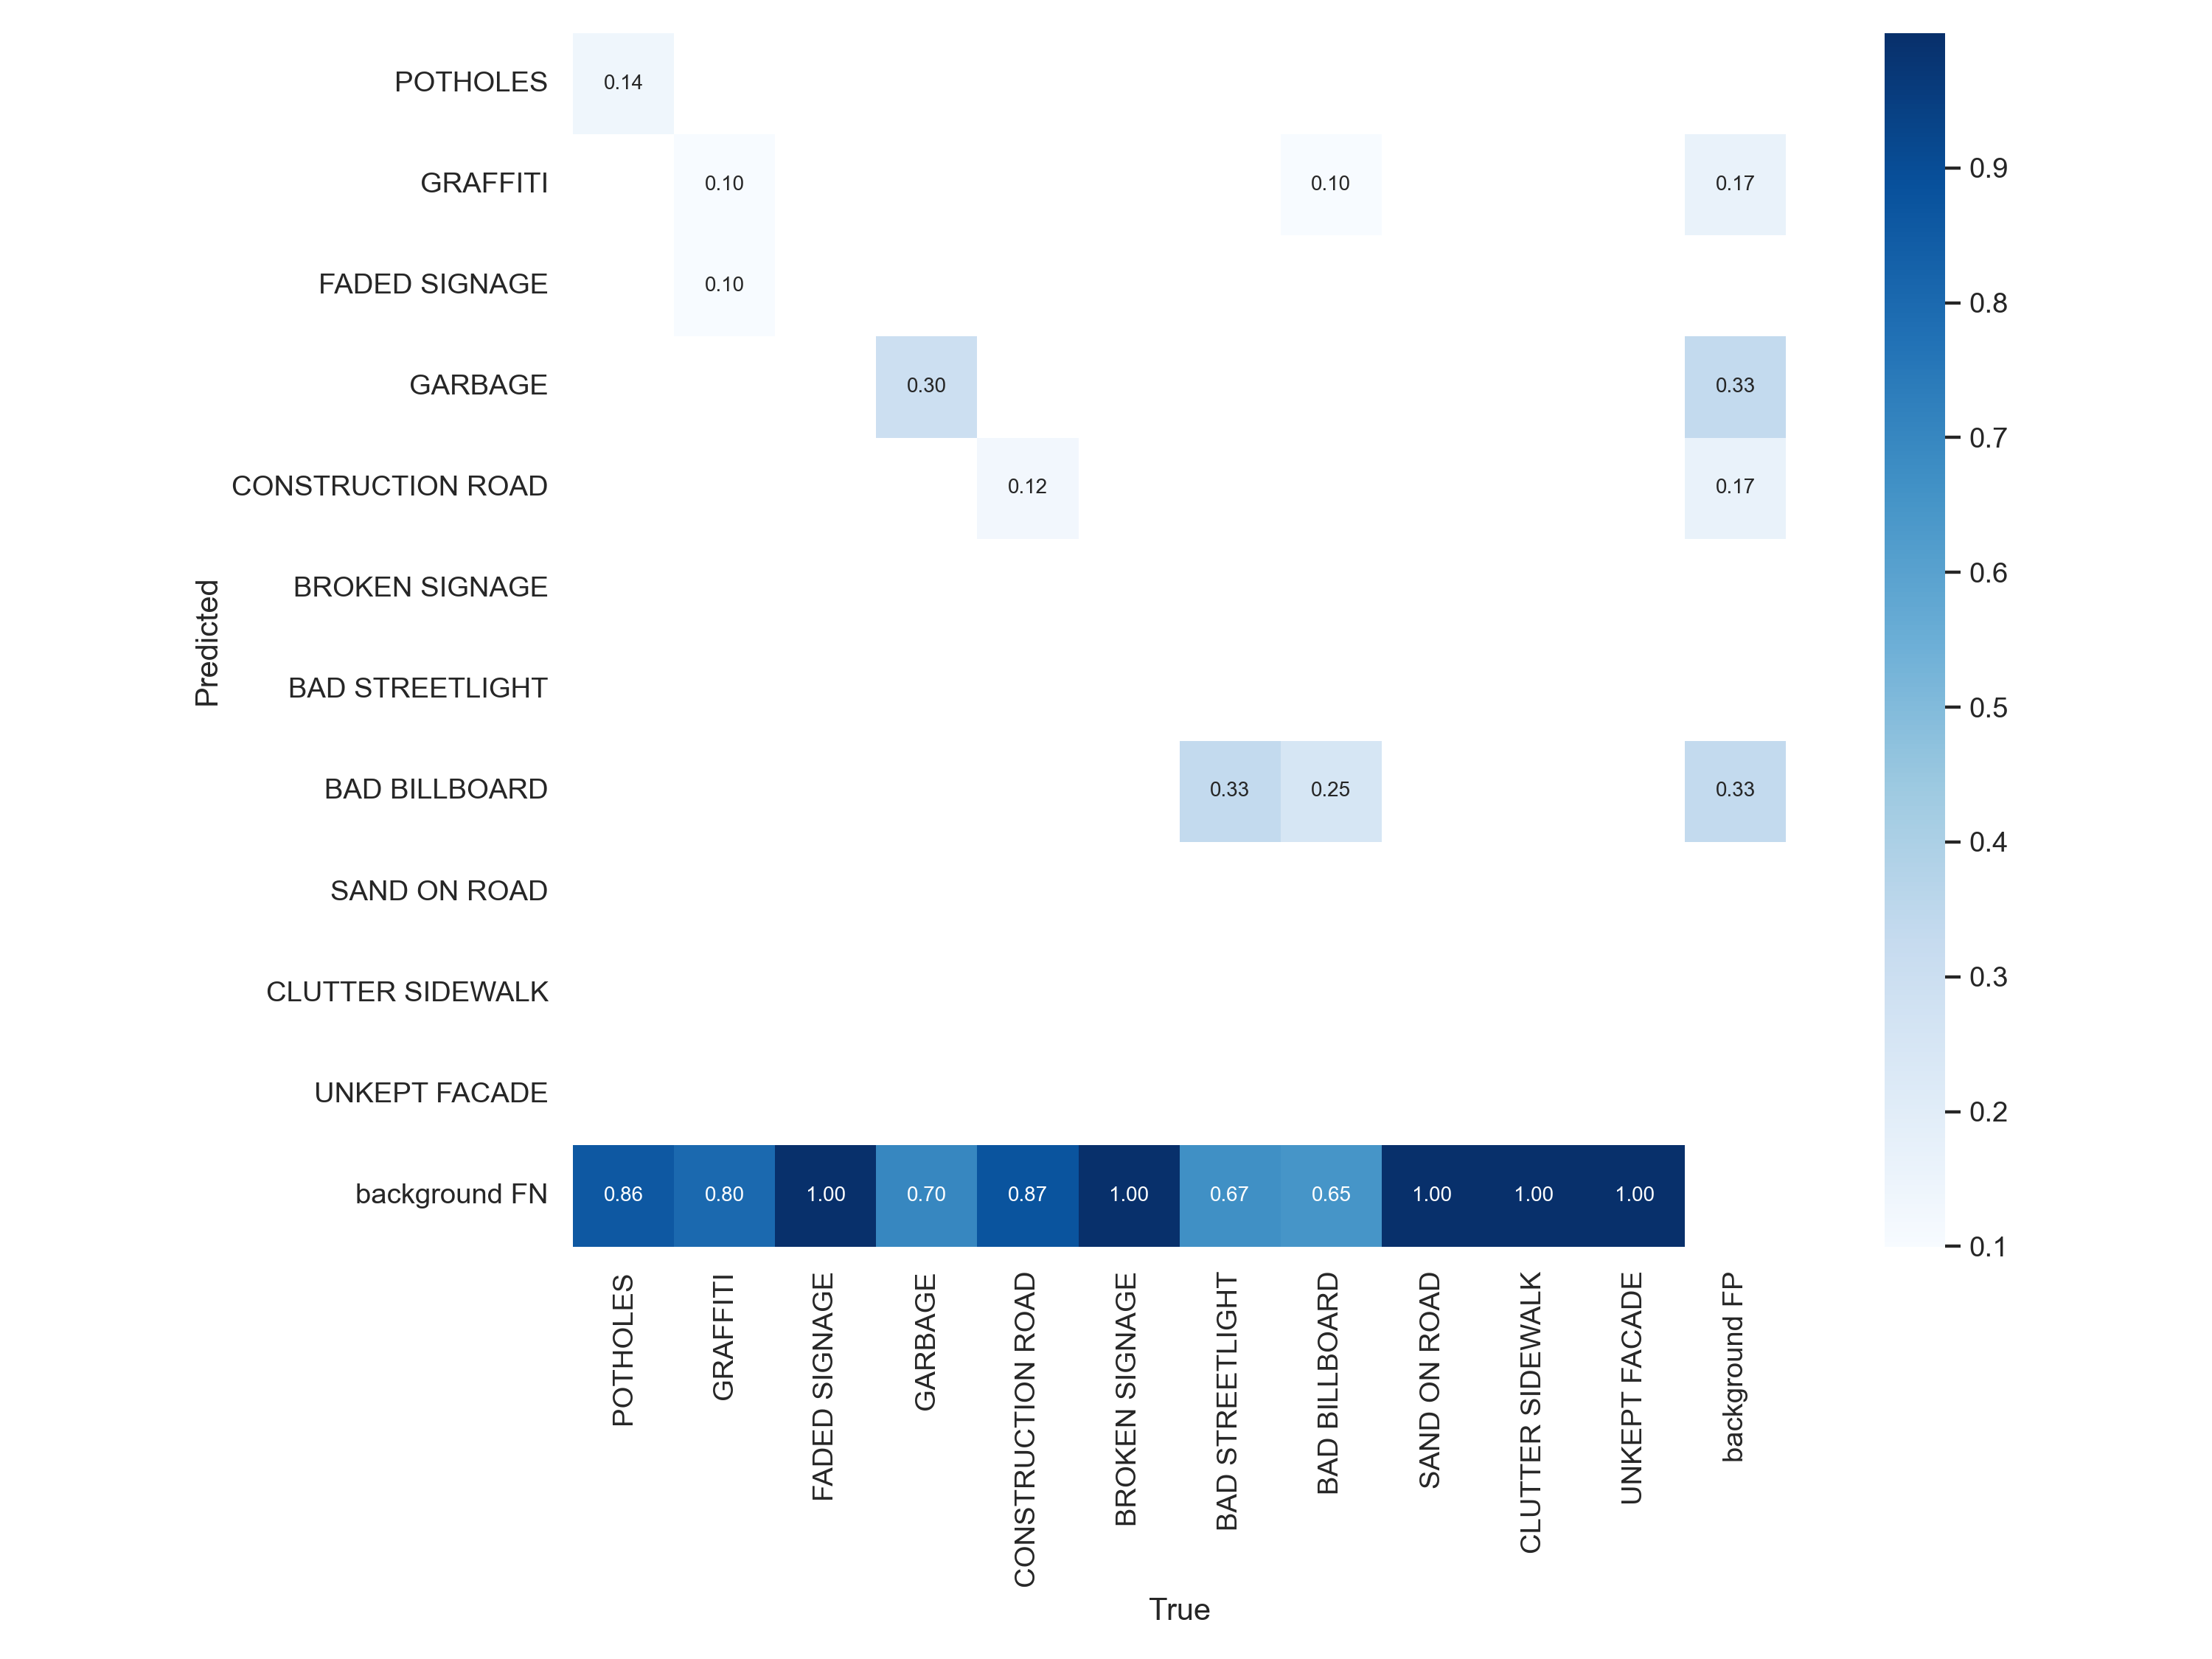 POTHOLES 0.14
GRAFFITI 0.10 0.10 0.17 0.9
FADED SIGNAGE 0.10 0.8
GARBAGE 0.30 0.33 0.7
CONSTRUCTION ROAD 0.12 0.17
BROKEN SIGNAGE 0.6
Predicted
BAD STREETLIGHT 0.5
BAD BILLBOARD 0.33 0.25 0.33 0.4
SAND ON ROAD
CLUTTER SIDEWALK 0.3
UNKEPT FACADE 0.2
background FN 0.86 0.80 1.00 0.70 0.87 1.00 0.67 0.65 1.00 1.00 1.00 0.1
POTHOLES
GRAFFITI
FADED SIGNAGE
GARBAGE
CONSTRUCTION ROAD
BROKEN SIGNAGE
BAD STREETLIGHT
BAD BILLBOARD
SAND ON ROAD
CLUTTER SIDEWALK
UNKEPT FACADE
background FP
True